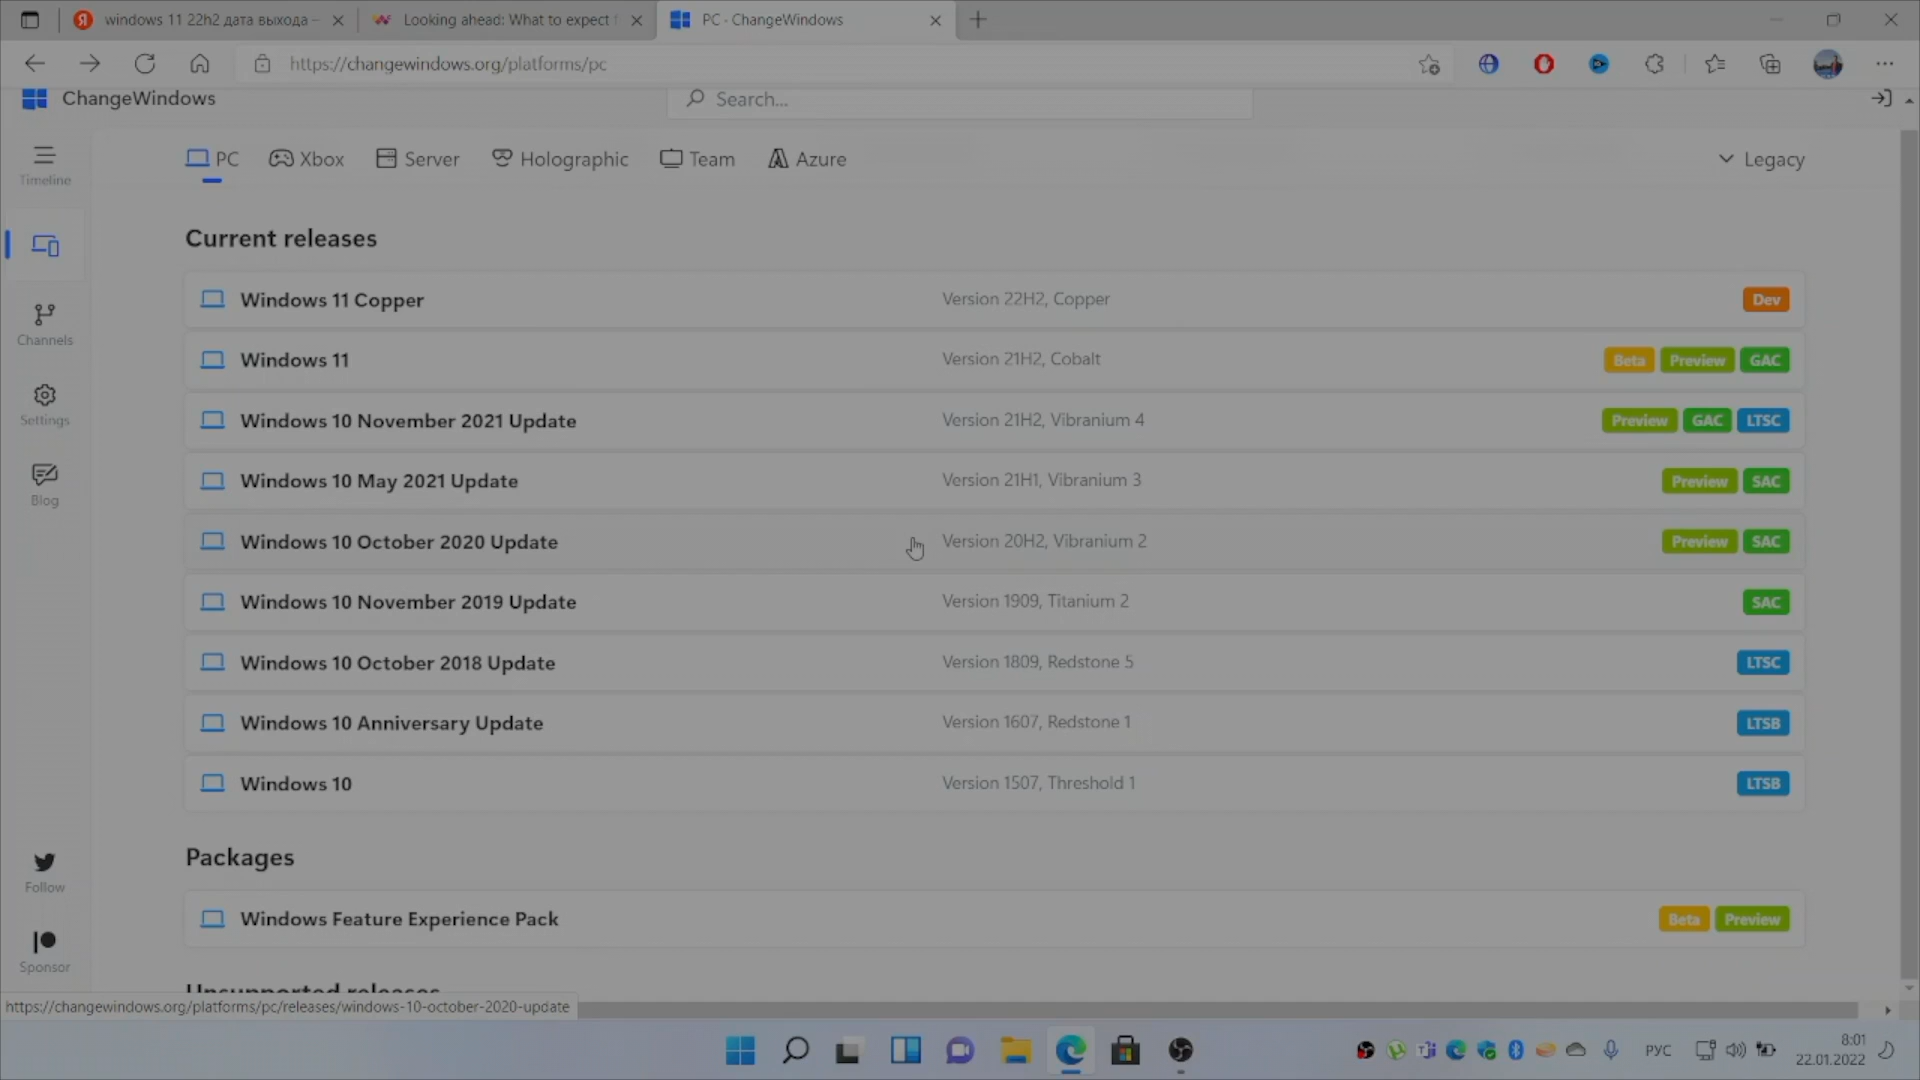 windows 11 22h2 дата выхода –
Looking ahead: What to expect f
PC - ChangeWindows
https://changewindows.org/platforms/pc
ChangeWindows
Search...
Timeline
PC
Xbox
Server
Holographic
Team
Azure
Legacy
Channels
Settings
Blog
Follow
Sponsor
Current releases
Windows 11 Copper
Version 22H2, Copper
Dev
Windows 11
Version 21H2, Cobalt
Beta
Preview
GAC
Windows 10 November 2021 Update
Version 21H2, Vibranium 4
Preview
GAC
LTSC
Windows 10 May 2021 Update
Version 21H1, Vibranium 3
Preview
SAC
Windows 10 October 2020 Update
Version 20H2, Vibranium 2
Preview
SAC
Windows 10 November 2019 Update
Version 1909, Titanium 2
SAC
Windows 10 October 2018 Update
Version 1809, Redstone 5
LTSC
Windows 10 Anniversary Update
Version 1607, Redstone 1
LTSB
Windows 10
Version 1507, Threshold 1
LTSB
Packages
Windows Feature Experience Pack
Beta
Preview
Unsupported releases
https://changewindows.org/platforms/pc/releases/windows-10-october-2020-update
РУС
8:01
22.01.2022